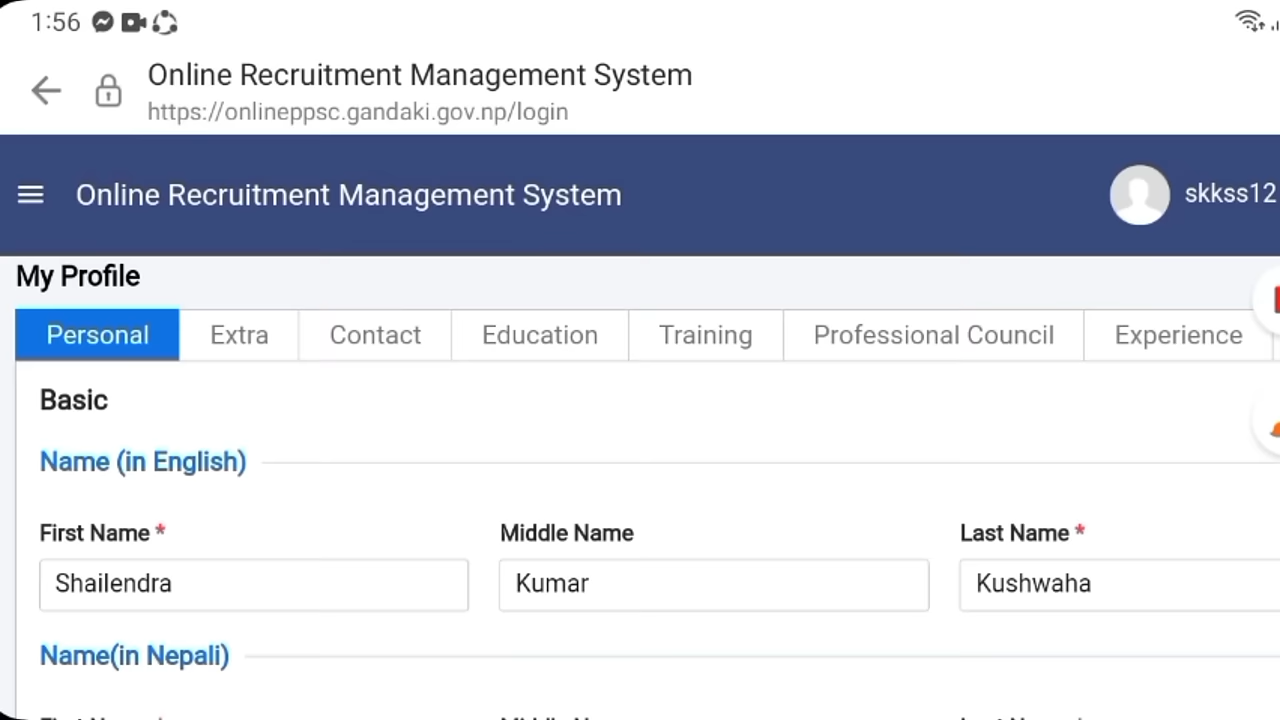 1:56
Online Recruitment Management System
https://onlineppsc.gandaki.gov.np/login
Online Recruitment Management System skkss12
My Profile
Personal Extra Contact Education Training Professional Council Experience
Basic
Name (in English)
First Name * Middle Name Last Name *
Shailendra Kumar Kushwaha
Name(in Nepali)